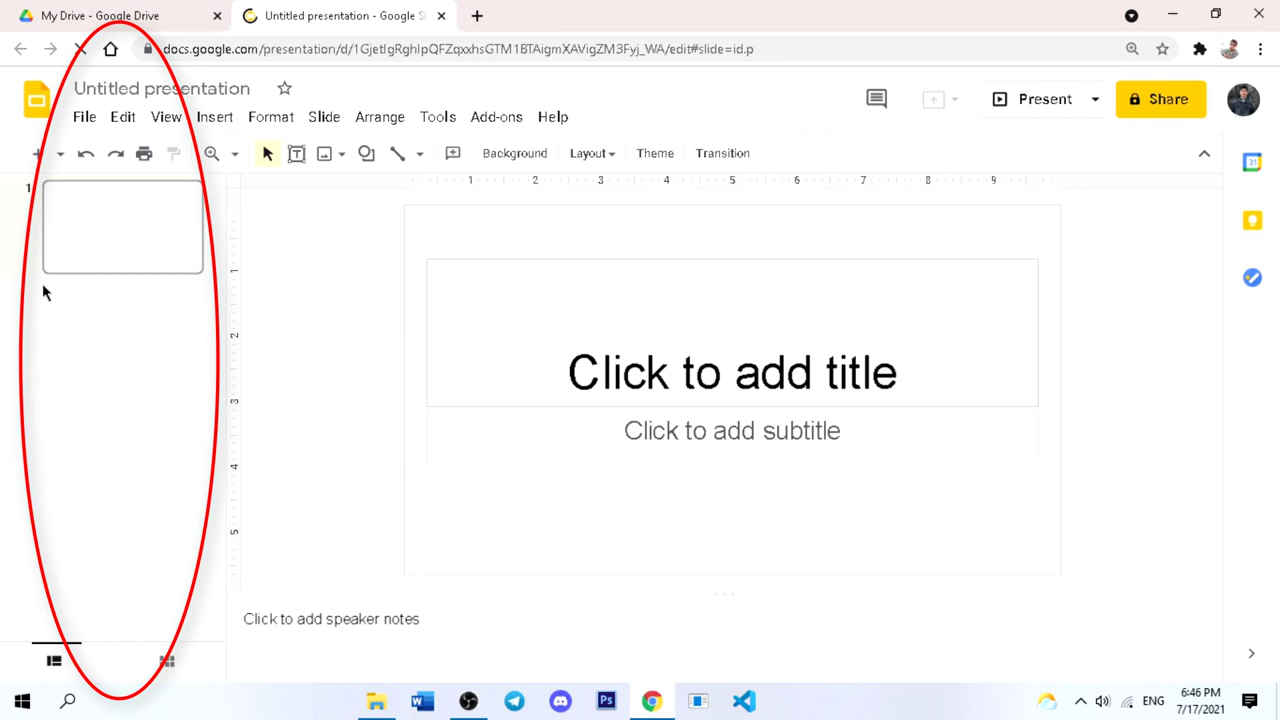 My Drive - Google Drive
Untitled presentation - Google Sl
docs.google.com/presentation/d/1GjetlgRghlpQFZqxxhsGTM1BTAigmXAVigZM3Fyj_WA/edit#slide=id.p
Untitled presentation
File Edit View Insert Format Slide Arrange Tools Add-ons Help
Present
Share
Background Layout Theme Transition
1 2 3 4 5 6 7 8 9
1
31
1
2
3
4
5
Click to add title
Click to add subtitle
Click to add speaker notes
W
Ps
ENG
6:46 PM
7/17/2021